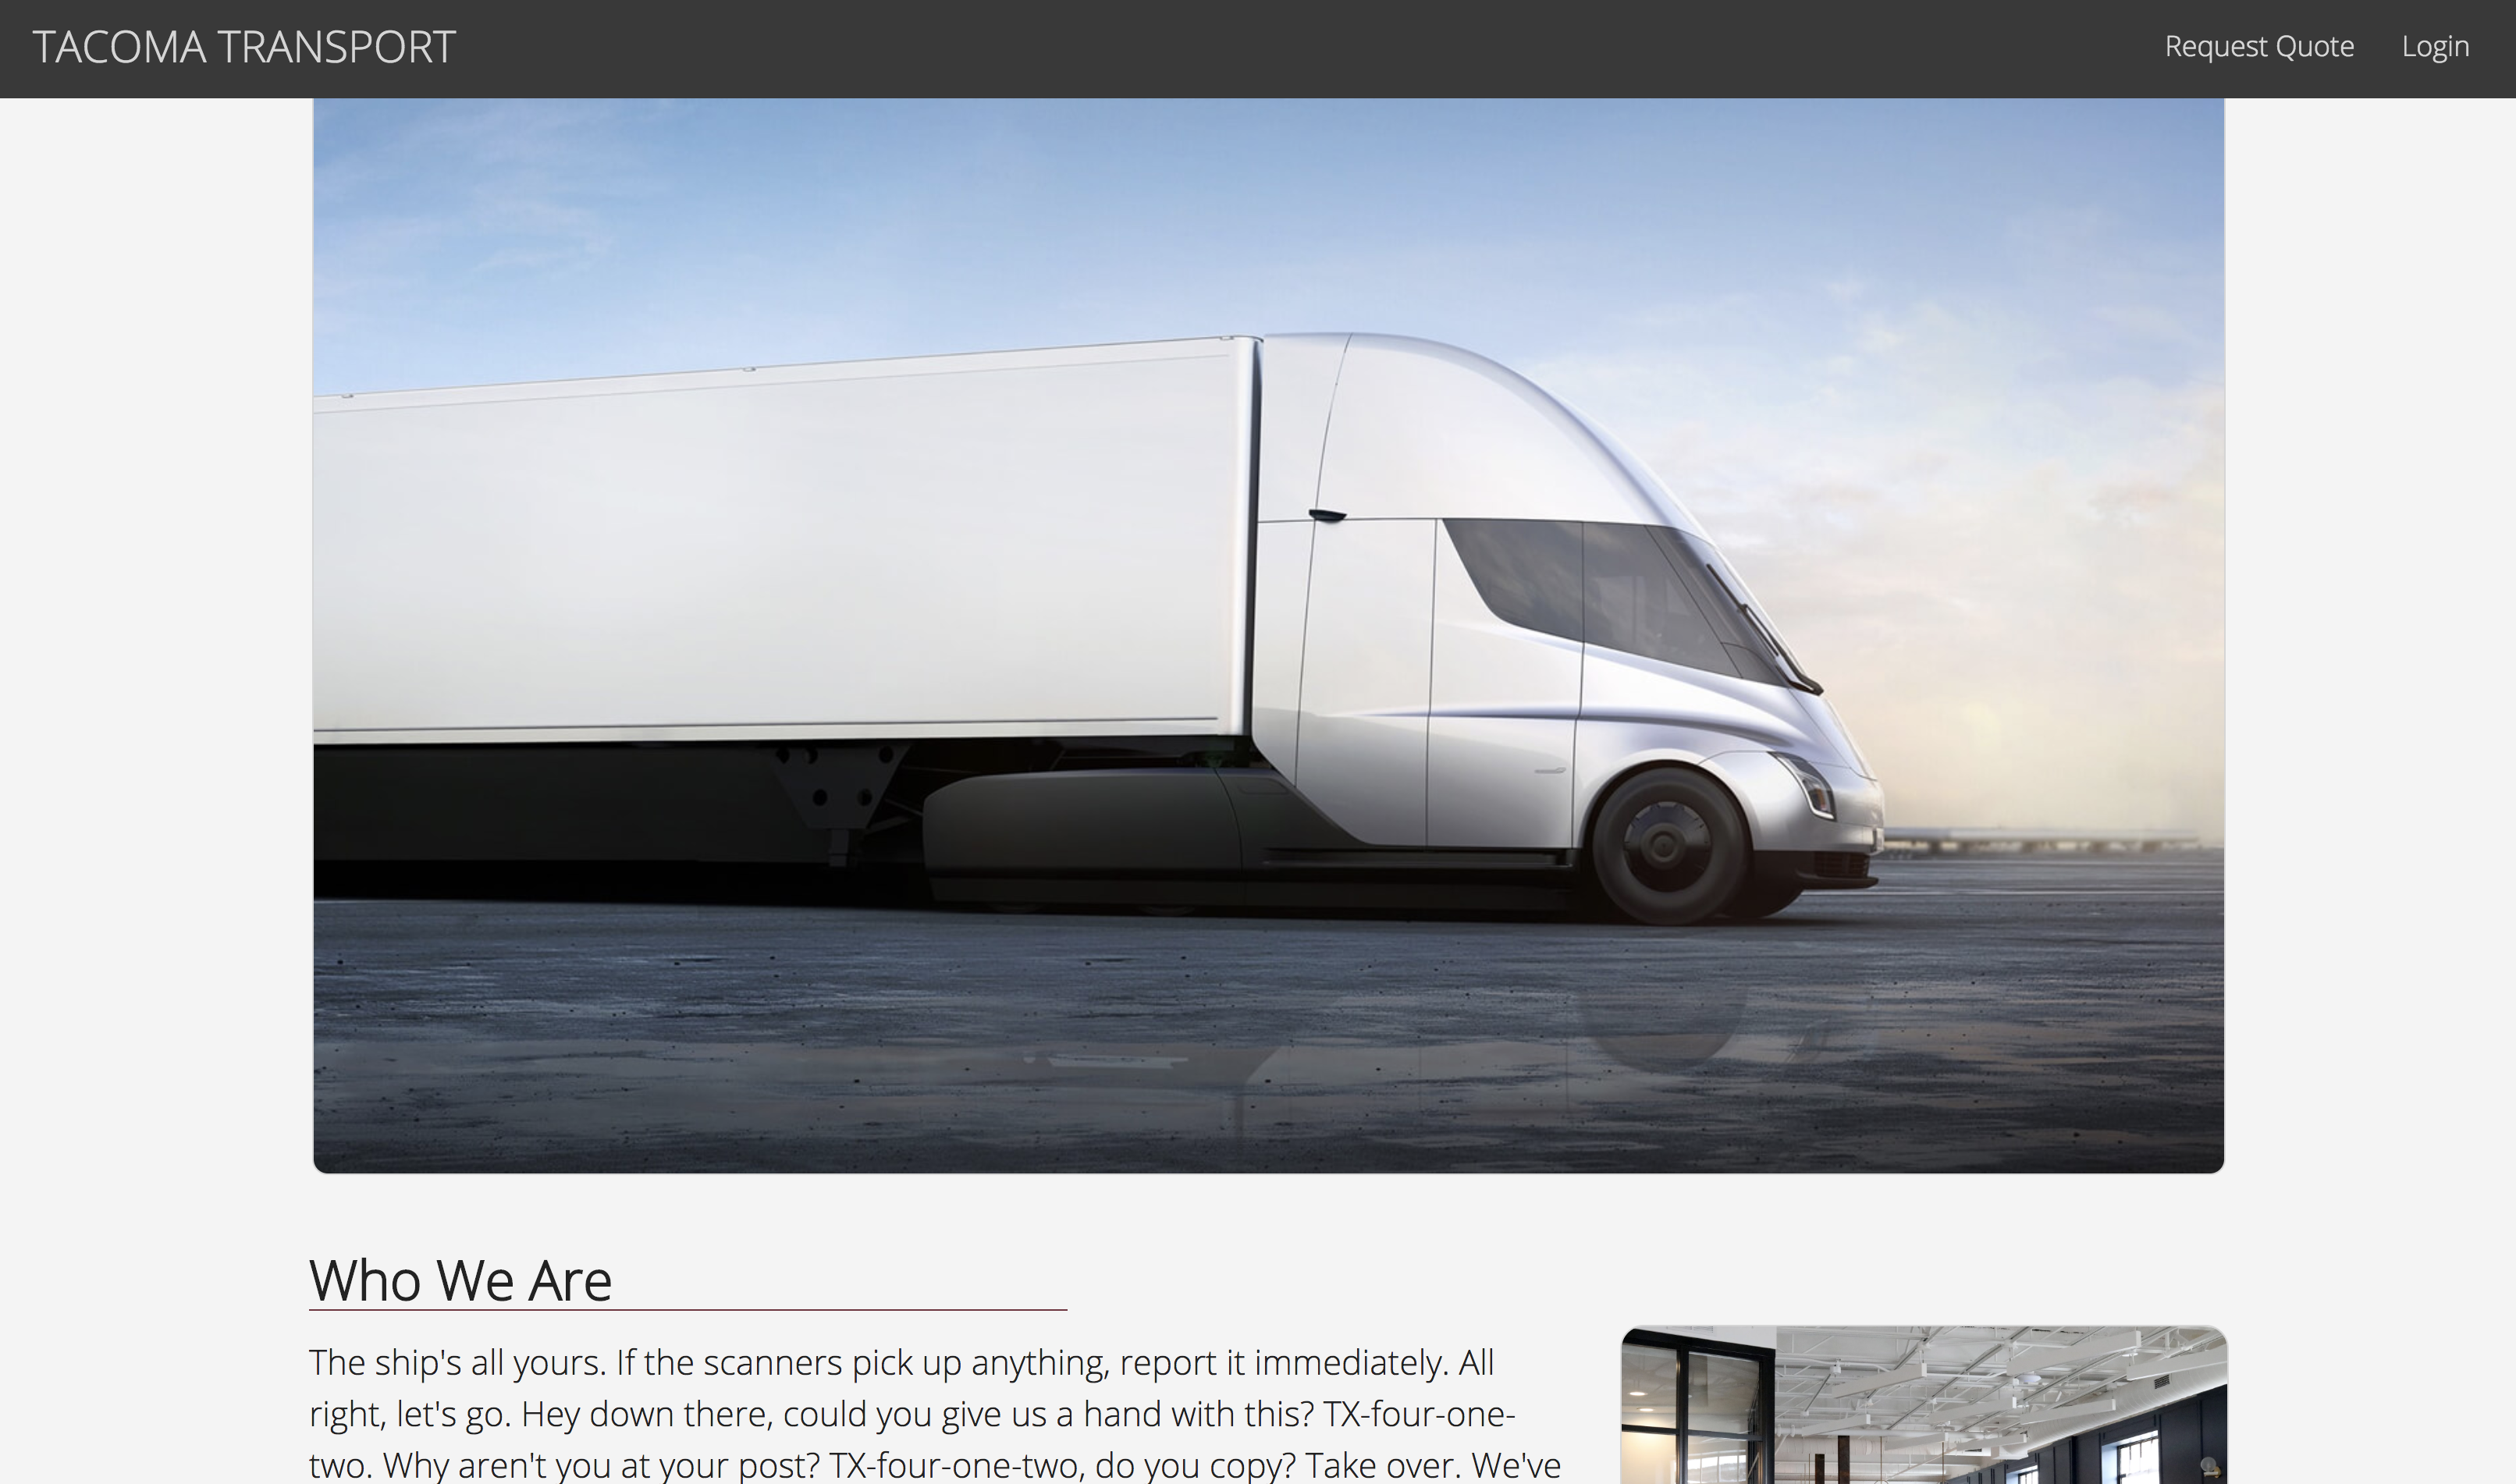 TACOMA TRANSPORT
Request Quote
Login
Who We Are
The ship's all yours. If the scanners pick up anything, report it immediately. All
right, let's go. Hey down there, could you give us a hand with this? TX-four-one-
two. Why aren't you at your post? TX-four-one-two, do you copy? Take over. We've